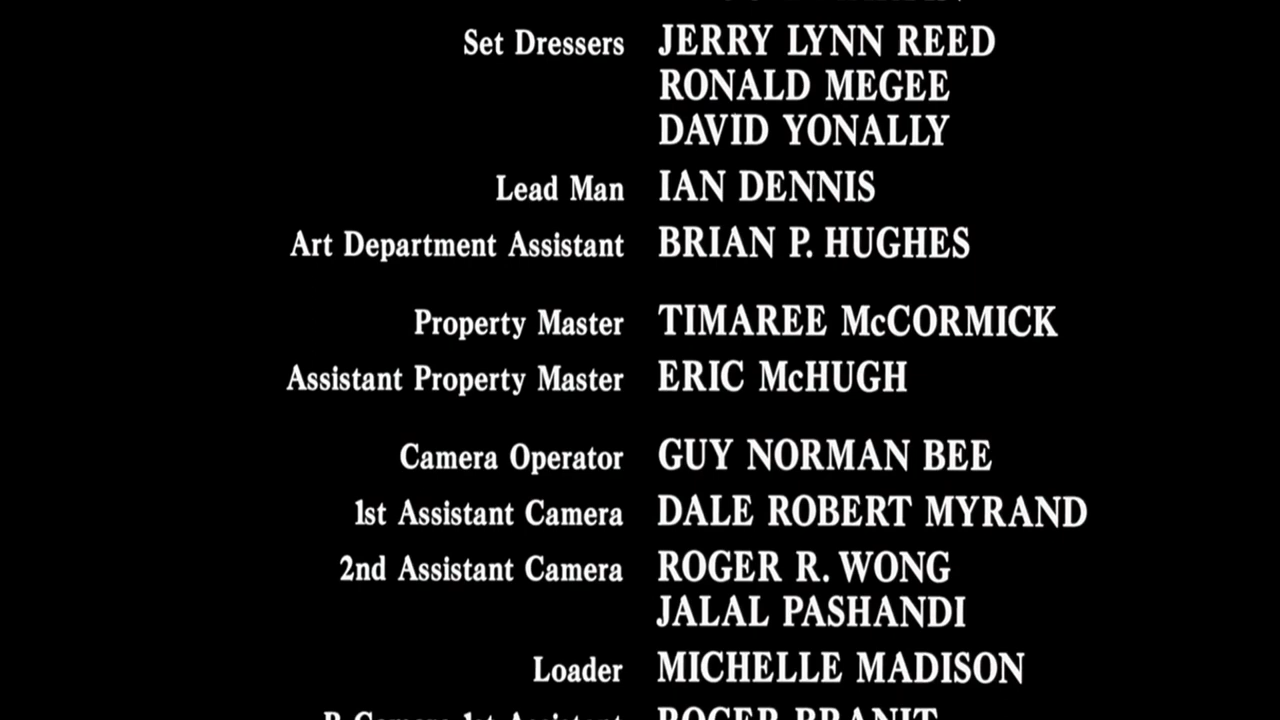 Set Dressers JERRY LYNN REED
RONALD MEGEE
DAVID YONALLY
Lead Man IAN DENNIS
Art Department Assistant BRIAN P. HUGHES
Property Master TIMAREE McCORMICK
Assistant Property Master ERIC McHUGH
Camera Operator GUY NORMAN BEE
1st Assistant Camera DALE ROBERT MYRAND
2nd Assistant Camera ROGER R. WONG
JALAL PASHANDI
Loader MICHELLE MADISON
B Camera 1st Assistant ROGER BRANIT